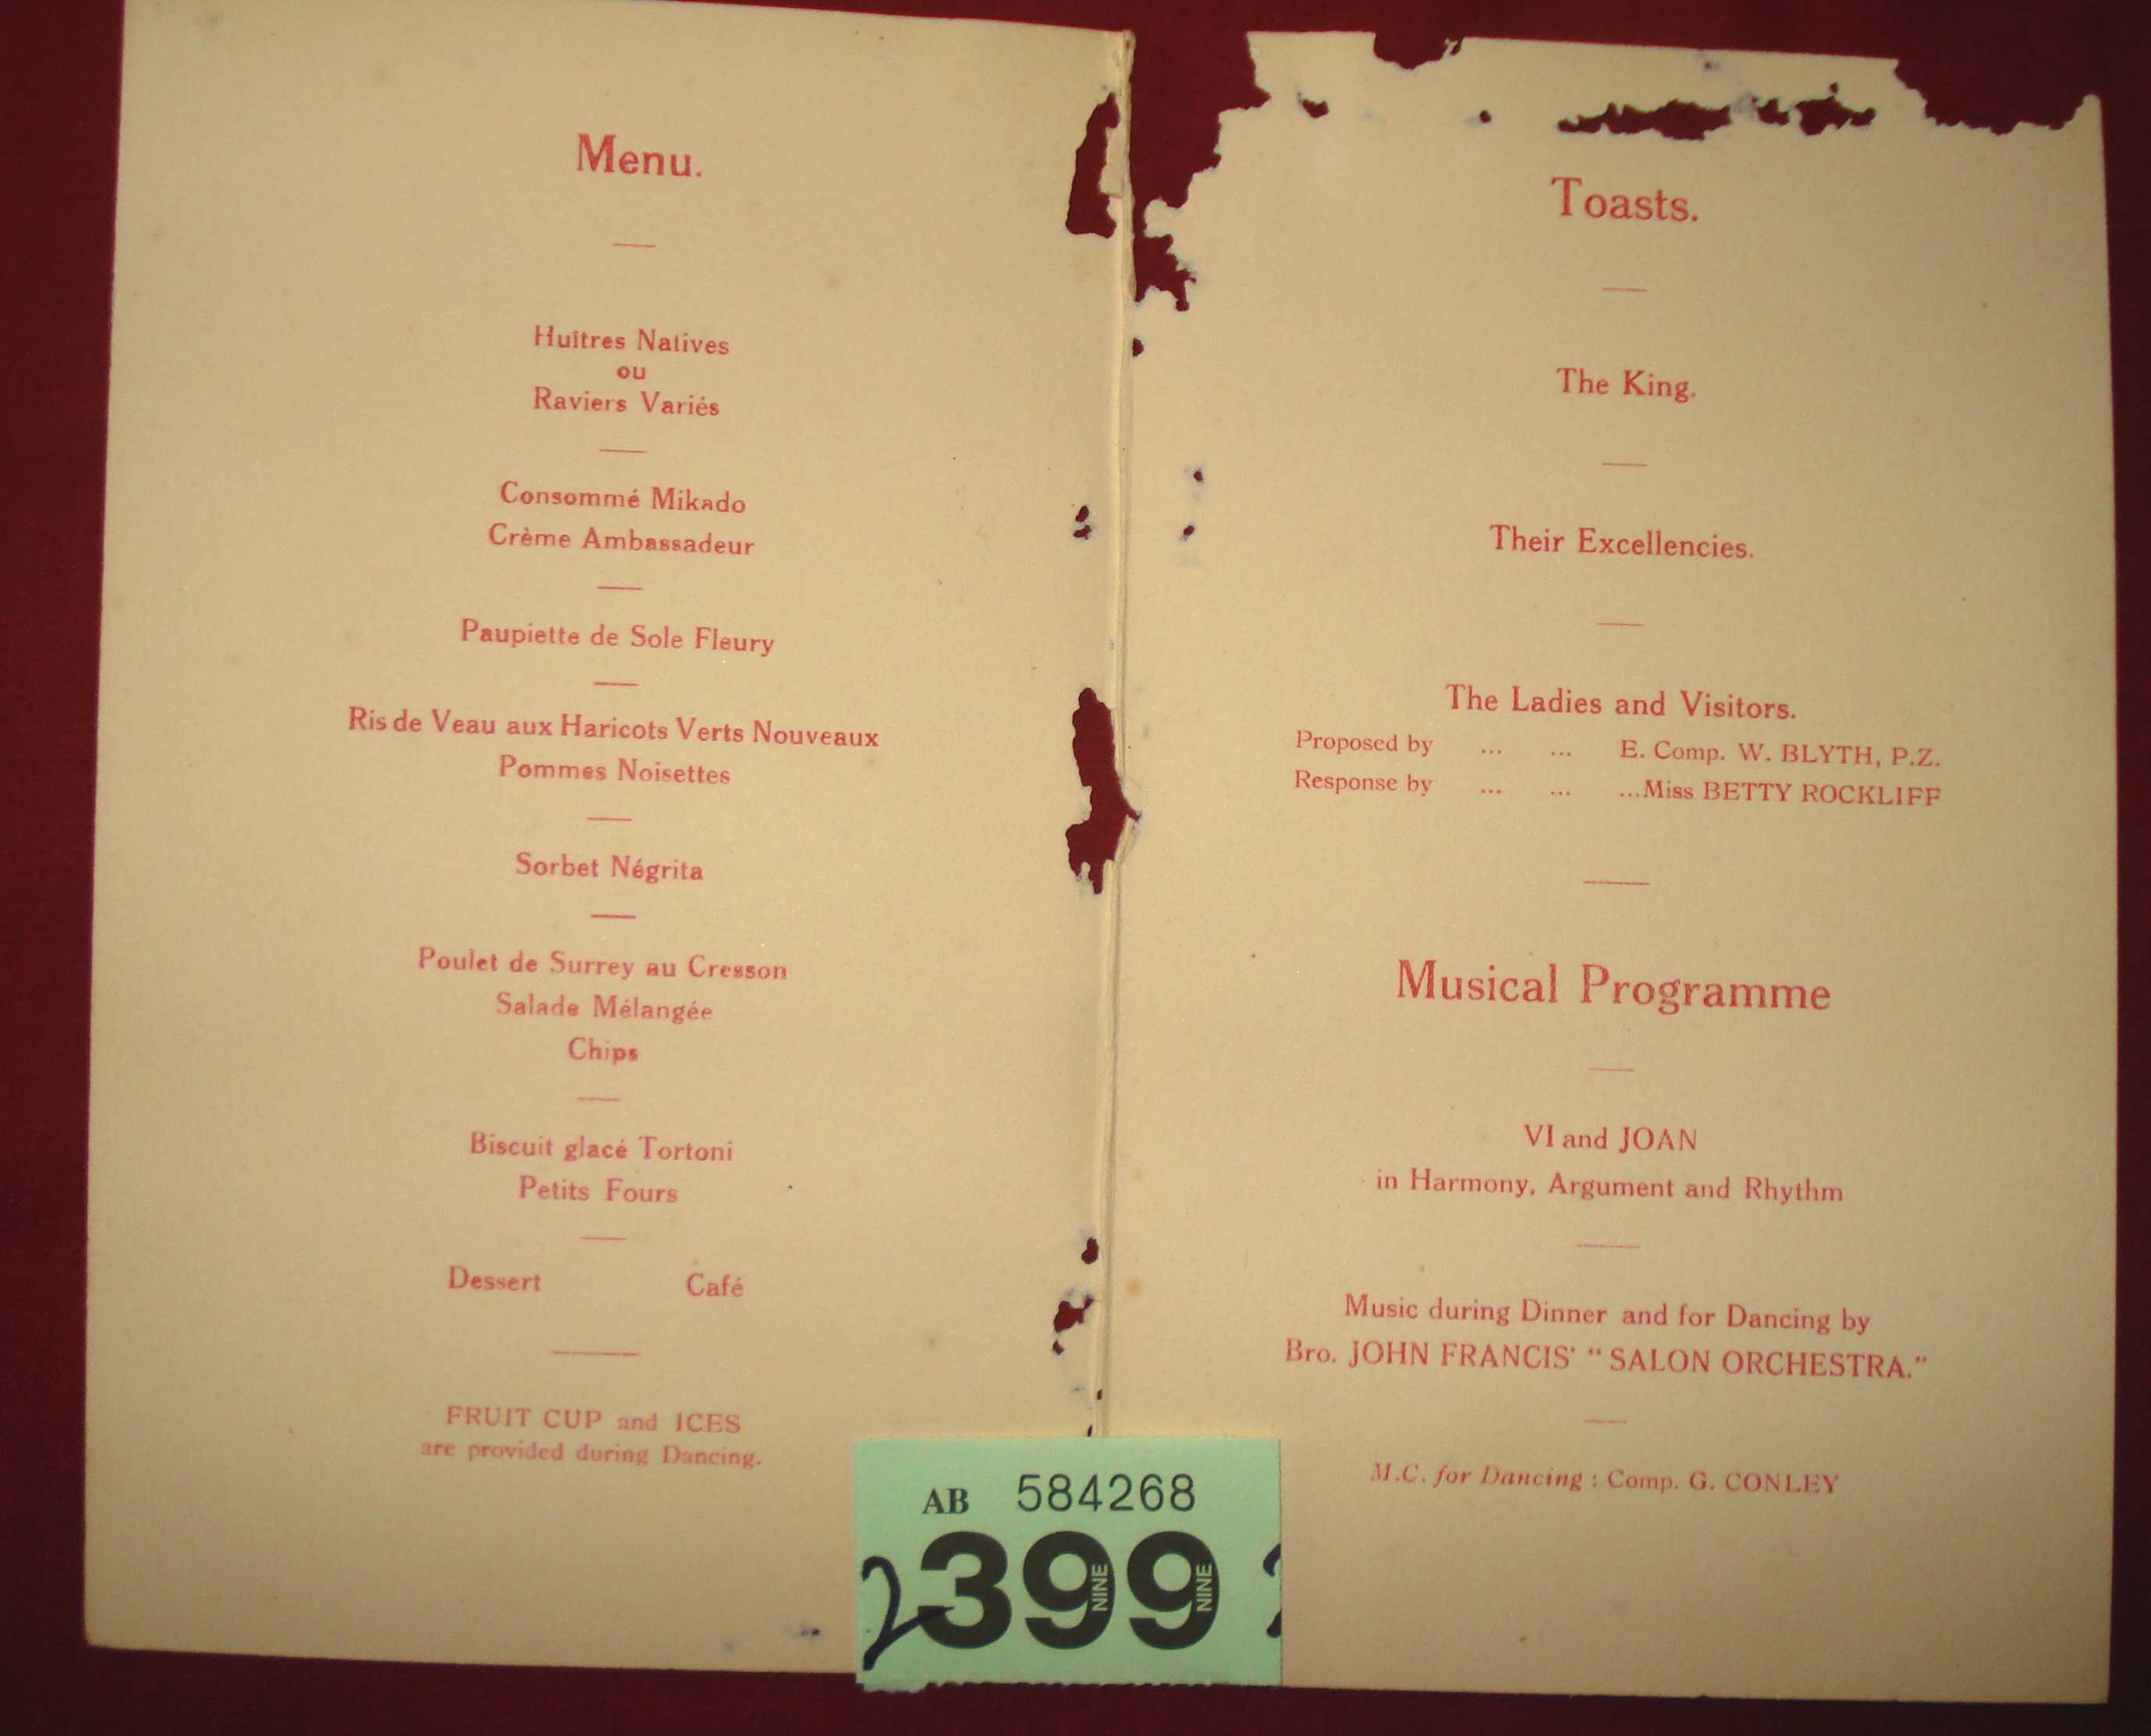 Menu.
Huîtres Natives
ou
Raviers Variés
Consommé Mikado
Crème Ambassadeur
Paupiette de Sole Fleury
Ris de Veau aux Haricots Verts Nouveaux
Pommes Noisettes
Sorbet Négrita
Poulet de Surrey au Cresson
Salade Mélangée
Chips
Biscuit glacé Tortoni
Petits Fours
Dessert Café
FRUIT CUP and ICES
are provided during Dancing.
Toasts.
The King.
Their Excellencies.
The Ladies and Visitors.
Proposed by ... ... E. Comp. W. BLYTH, P.Z.
Response by ... ... ...Miss BETTY ROCKLIFF
Musical Programme
VI and JOAN
in Harmony, Argument and Rhythm
Music during Dinner and for Dancing by
Bro. JOHN FRANCIS' "SALON ORCHESTRA."
M.C. for Dancing : Comp. G. CONLEY
AB 584268
2399
NINE NINE